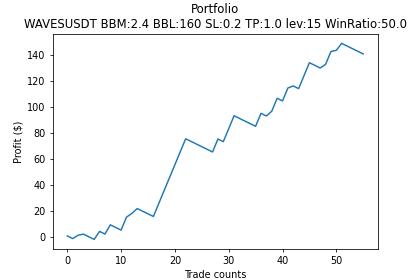 Portfolio
WAVESUSDT BBM:2.4 BBL:160 SL:0.2 TP:1.0 lev:15 WinRatio:50.0
140
120
100
80
60
40
20
0
Profit ($)
0 10 20 30 40 50
Trade counts